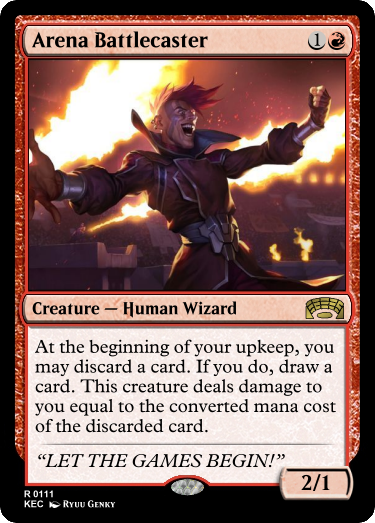 Arena Battlecaster 1
Creature — Human Wizard
At the beginning of your upkeep, you
may discard a card. If you do, draw a
card. This creature deals damage to
you equal to the converted mana cost
of the discarded card.
“LET THE GAMES BEGIN!”
2/1
R 0111
KEC Ryuu Genky